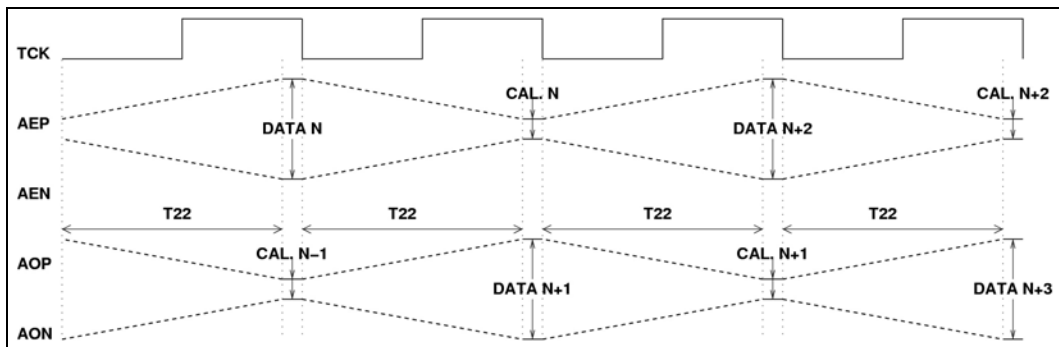 TCK
CAL. N
CAL. N+2
AEP
DATA N
DATA N+2
AEN
T22
T22
T22
T22
CAL. N−1
CAL. N+1
AOP
DATA N+1
DATA N+3
AON